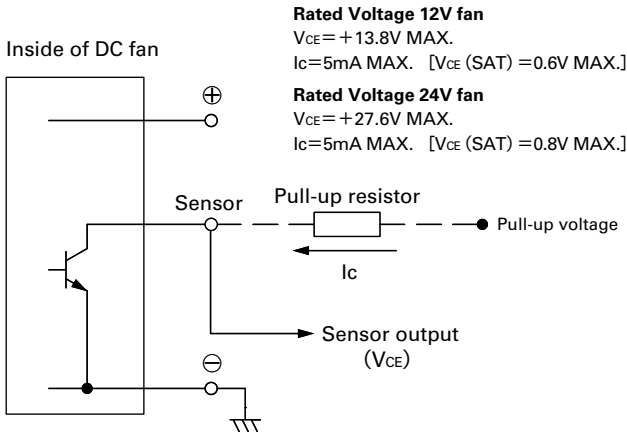 Rated Voltage 12V fan
VCE=+13.8V MAX.
Ic=5mA MAX. [VCE (SAT) =0.6V MAX.]
Rated Voltage 24V fan
VCE=+27.6V MAX.
Ic=5mA MAX. [VCE (SAT) =0.8V MAX.]
Inside of DC fan
⊕
Sensor
Pull-up resistor
Pull-up voltage
Ic
Sensor output
(VCE)
⊖